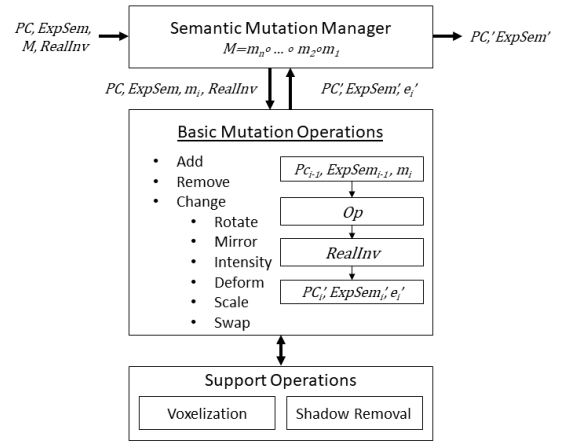 PC, ExpSem,
M, RealInv
Semantic Mutation Manager
M=mn∘ ... ∘ m2∘m1
PC,' ExpSem'
PC, ExpSem, mi, RealInv
PC', ExpSem', ei'
Basic Mutation Operations
• Add
• Remove
• Change
• Rotate
• Mirror
• Intensity
• Deform
• Scale
• Swap
Pci-1, ExpSemi-1, mi
Op
RealInv
PCi', ExpSemi', ei'
Support Operations
Voxelization
Shadow Removal